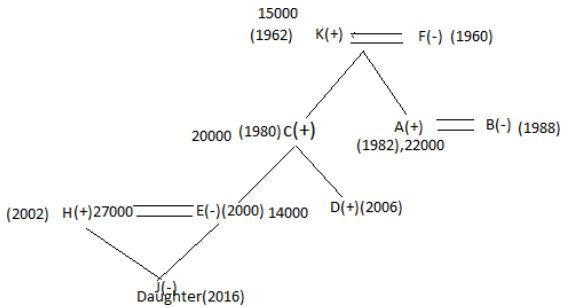 15000
(1962) K(+) F(-) (1960)
20000 (1980) C(+) A(+) B(-) (1988)
(1982),22000
(2002) H(+)27000 E(-)(2000) 14000 D(+)(2006)
J(-)
Daughter(2016)